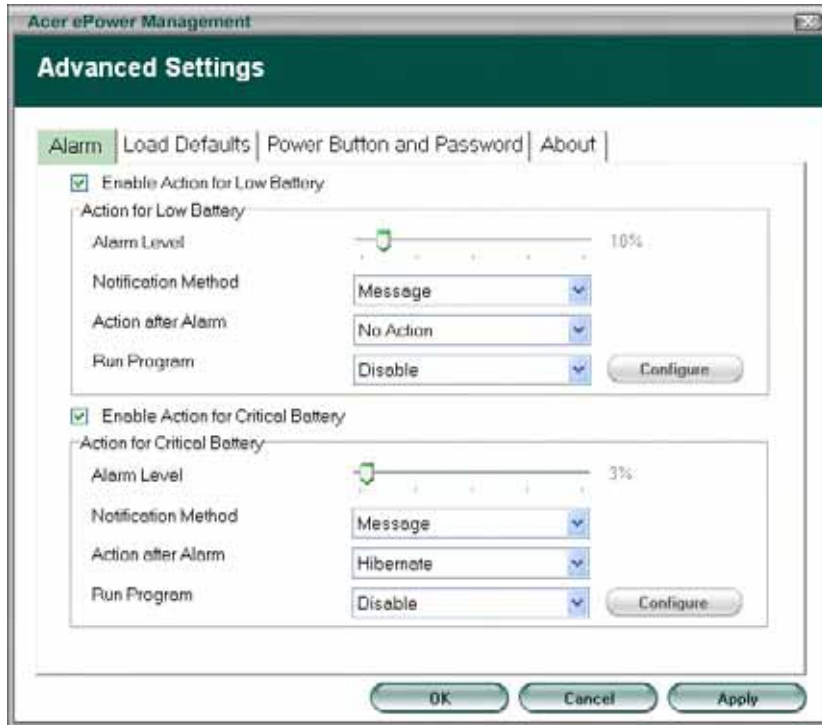 Acer ePower Management
Advanced Settings
Alarm Load Defaults Power Button and Password About
Enable Action for Low Battery
Action for Low Battery
Alarm Level 10%
Notification Method Message
Action after Alarm No Action
Run Program Disable Configure
Enable Action for Critical Battery
Action for Critical Battery
Alarm Level 3%
Notification Method Message
Action after Alarm Hibernate
Run Program Disable Configure
OK Cancel Apply